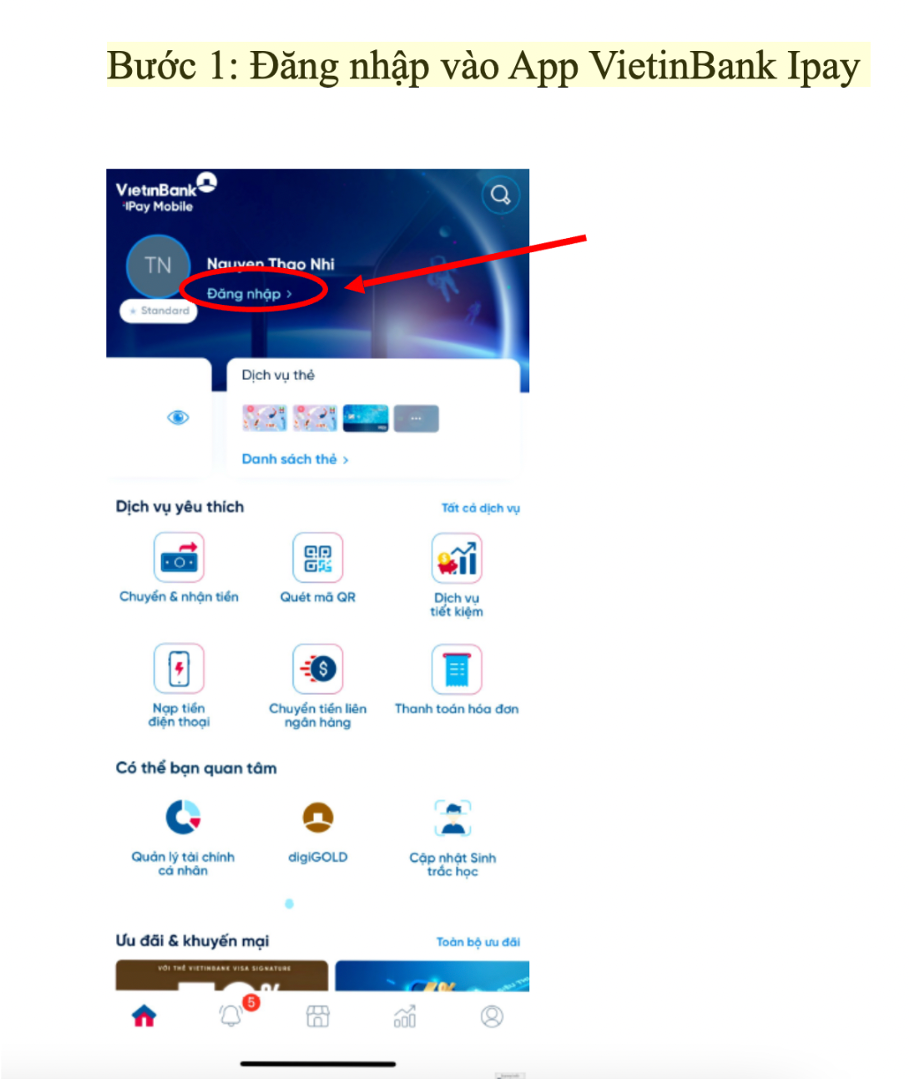 Bước 1: Đăng nhập vào App VietinBank Ipay
VietinBank
iPay Mobile
TN
Nguyen Thao Nhi
Đăng nhập >
Standard
Dịch vụ thẻ
Danh sách thẻ >
Dịch vụ yêu thích
Tất cả dịch vụ
Chuyển & nhận tiền
Quét mã QR
Dịch vụ
tiết kiệm
Nạp tiền
điện thoại
Chuyển tiền liên
ngân hàng
Thanh toán hóa đơn
Có thể bạn quan tâm
Quản lý tài chính
cá nhân
digiGOLD
Cập nhật Sinh
trắc học
Ưu đãi & khuyến mại
Toàn bộ ưu đãi
VỚI THẺ VIETINBANK VISA SIGNATURE
5